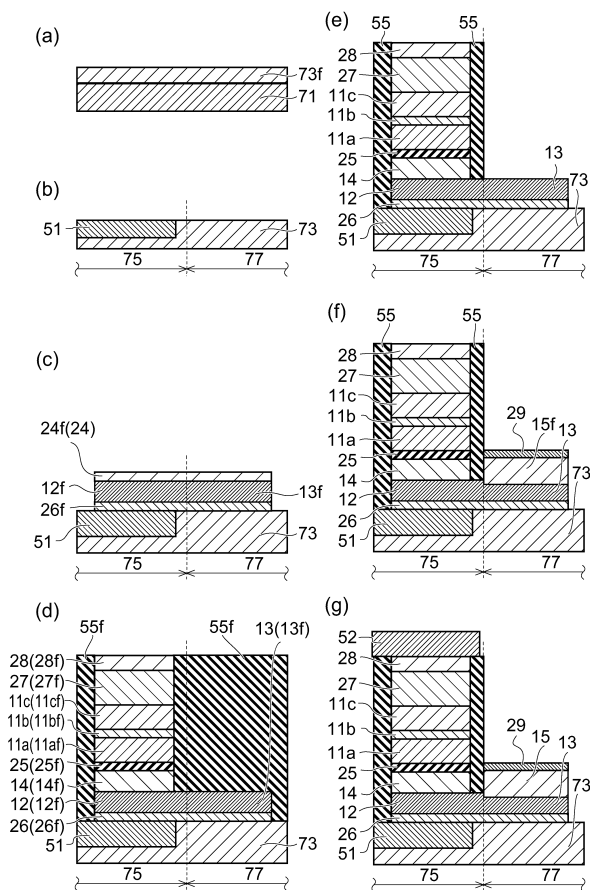 (a)
73f
71
(b)
51
73
75
77
(c)
24f(24)
12f
13f
26f
51
73
75
77
(d)
55f
55f
13(13f)
28(28f)
27(27f)
11c(11cf)
11b(11bf)
11a(11af)
25(25f)
14(14f)
12(12f)
26(26f)
51
73
75
77
(e)
55
55
28
27
11c
11b
11a
25
14
13
12
73
26
51
75
77
(f)
55
55
28
27
11c
11b
29
15f
11a
13
25
14
12
26
73
51
75
77
(g)
52
28
27
11c
11b
29
15
13
11a
25
14
12
73
26
51
75
77